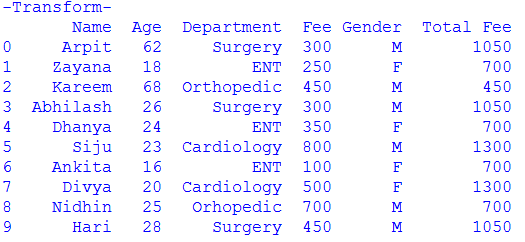 -Transform-
Name Age Department Fee Gender Total Fee
0 Arpit 62 Surgery 300 M 1050
1 Zayana 18 ENT 250 F 700
2 Kareem 68 Orthopedic 450 M 450
3 Abhilash 26 Surgery 300 M 1050
4 Dhanya 24 ENT 350 F 700
5 Siju 23 Cardiology 800 M 1300
6 Ankita 16 ENT 100 F 700
7 Divya 20 Cardiology 500 F 1300
8 Nidhin 25 Orhopedic 700 M 700
9 Hari 28 Surgery 450 M 1050